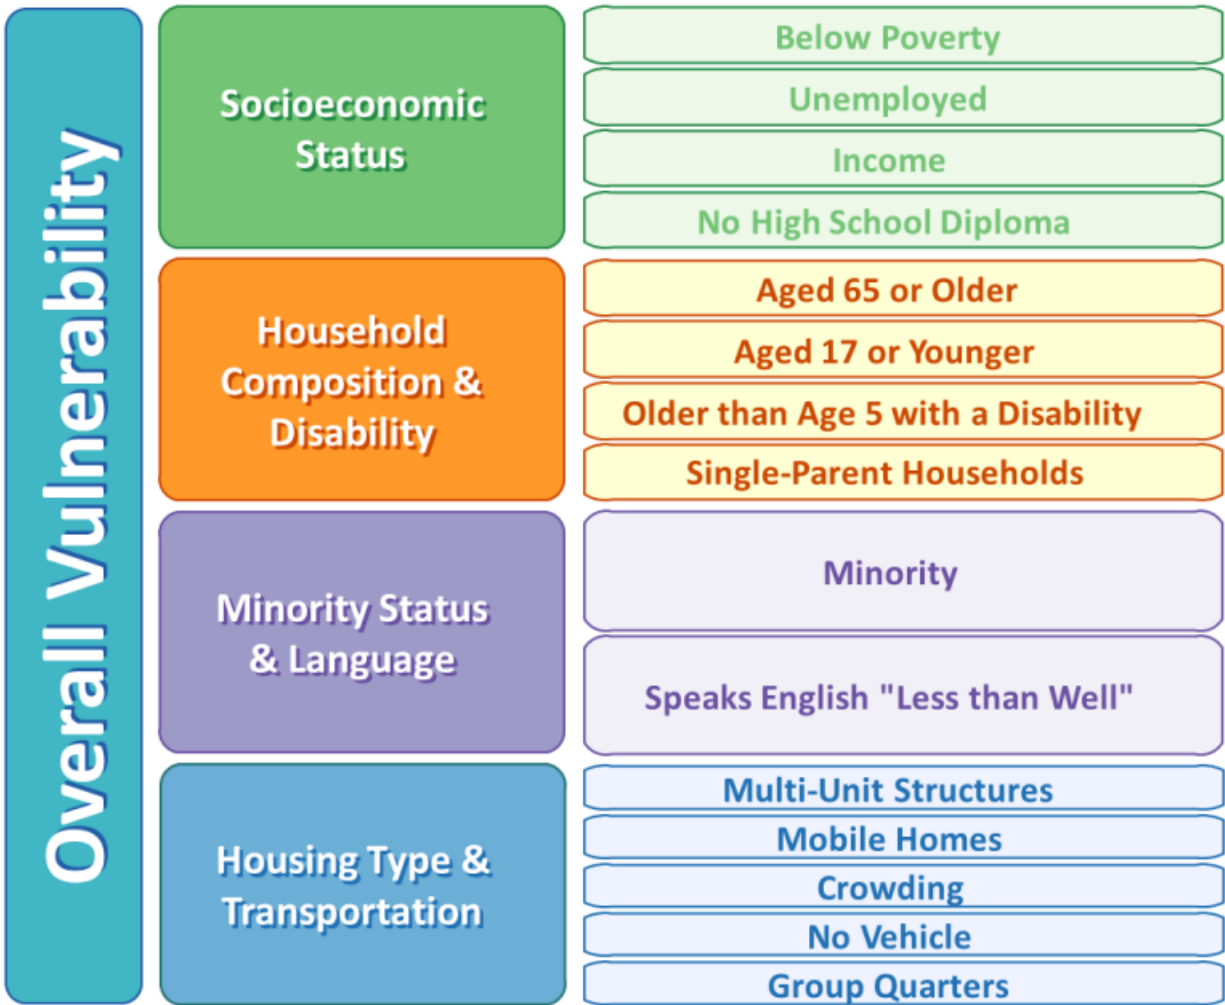 Overall Vulnerability
Socioeconomic
Status
Below Poverty
Unemployed
Income
No High School Diploma
Household
Composition &
Disability
Aged 65 or Older
Aged 17 or Younger
Older than Age 5 with a Disability
Single-Parent Households
Minority Status
& Language
Minority
Speaks English "Less than Well"
Housing Type &
Transportation
Multi-Unit Structures
Mobile Homes
Crowding
No Vehicle
Group Quarters